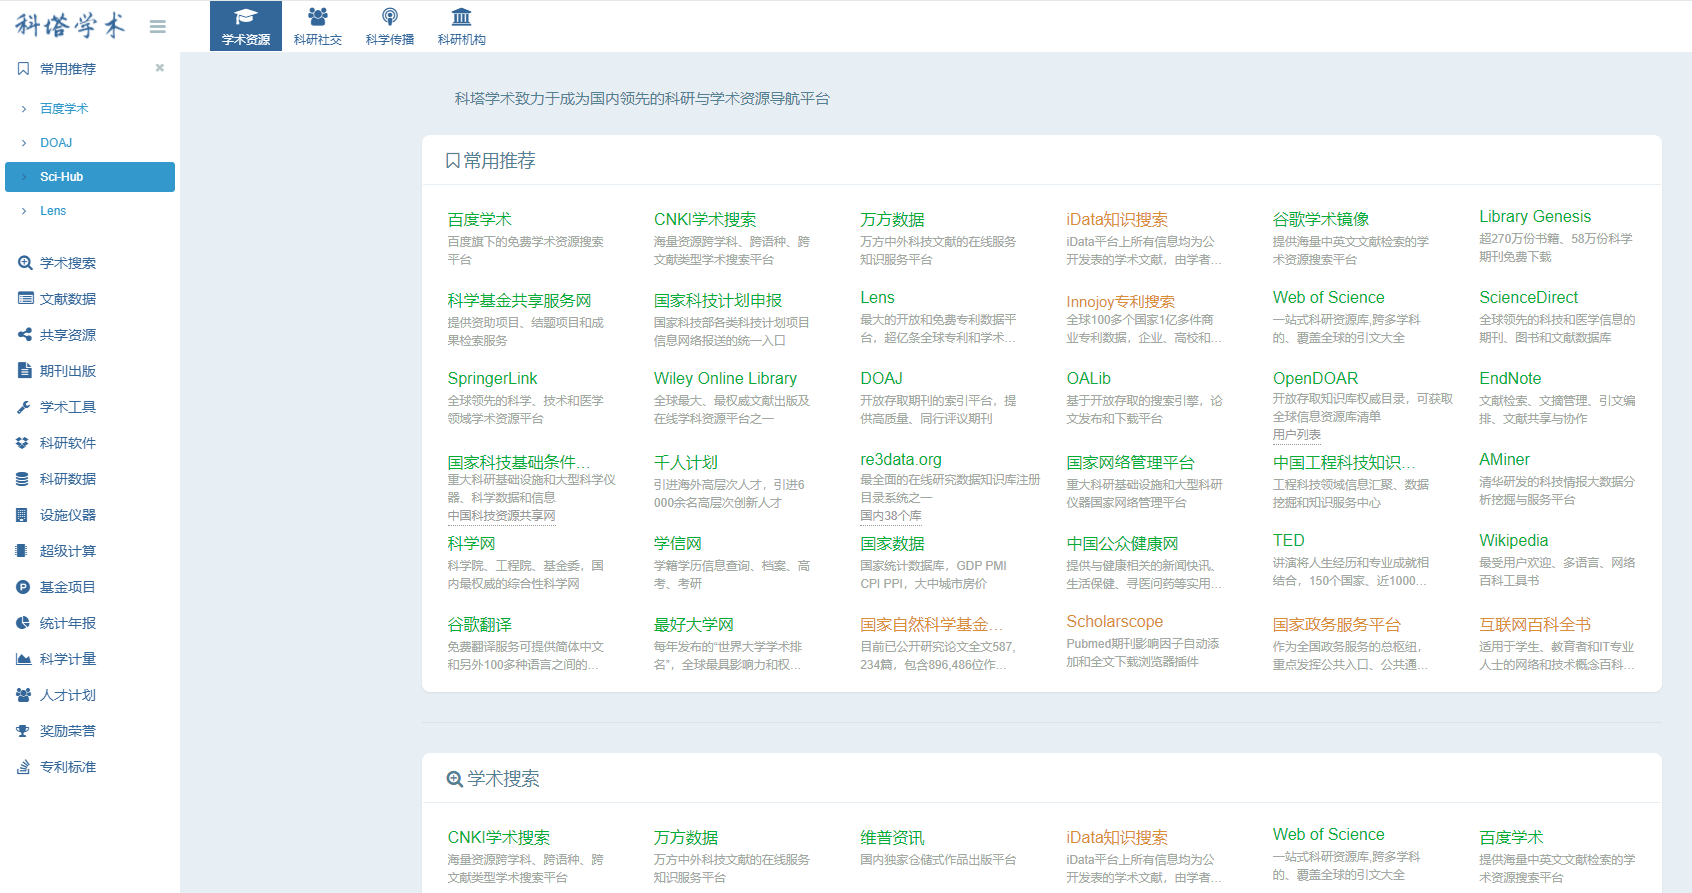 科塔学术
学术资源
科研社交
科学传播
科研机构
常用推荐
百度学术
DOAJ
Sci-Hub
Lens
学术搜索
文献数据
共享资源
期刊出版
学术工具
科研软件
科研数据
设施仪器
超级计算
基金项目
统计年报
科学计量
人才计划
奖励荣誉
专利标准
科塔学术致力于成为国内领先的科研与学术资源导航平台
常用推荐
百度学术
百度旗下的免费学术资源搜索
平台
CNKI学术搜索
海量资源跨学科、跨语种、跨
文献类型学术搜索平台
万方数据
万方中外科技文献的在线服务
知识服务平台
iData知识搜索
iData平台上所有信息均为公
开发表的学术文献，由学者...
谷歌学术镜像
提供海量中英文文献检索的学
术资源搜索平台
Library Genesis
超270万份书籍、58万份科学
期刊免费下载
科学基金共享服务网
提供资助项目、结题项目和成
果检索服务
国家科技计划申报
国家科技部各类科技计划项目
信息网络报送的统一入口
Lens
最大的开放和免费专利数据平
台，超亿条全球专利和学术...
Innojoy专利搜索
全球100多个国家1亿多件商
业专利数据，企业、高校和...
Web of Science
一站式科研资源库,跨多学科
的、覆盖全球的引文大全
ScienceDirect
全球领先的科技和医学信息的
期刊、图书和文献数据库
SpringerLink
全球领先的科学、技术和医学
领域学术资源平台
Wiley Online Library
全球最大、最权威文献出版及
在线学科资源平台之一
DOAJ
开放存取期刊的索引平台，提
供高质量、同行评议期刊
OALib
基于开放存取的搜索引擎，论
文发布和下载平台
OpenDOAR
开放存取知识库权威目录，可获取
全球信息资源库清单
用户列表
EndNote
文献检索、文摘管理、引文编
排、文献共享与协作
国家科技基础条件...
重大科研基础设施和大型科学仪
器、科学数据和信息
中国科技资源共享网
千人计划
引进海外高层次人才，引进6
000余名高层次创新人才
re3data.org
最全面的在线研究数据知识库注册
目录系统之一
国内38个库
国家网络管理平台
重大科研基础设施和大型科研
仪器国家网络管理平台
中国工程科技知识...
工程科技领域信息汇聚、数据
挖掘和知识服务中心
AMiner
清华研发的科技情报大数据分
析挖掘与服务平台
科学网
科学院、工程院、基金委，国
内最权威的综合性科学网
学信网
学籍学历信息查询、档案、高
考、考研
国家数据
国家统计数据库，GDP PMI
CPI PPI，大中城市房价
中国公众健康网
提供与健康相关的新闻快讯、
生活保健、寻医问药等实用...
TED
讲演将人生经历和专业成就相
结合，150个国家、近1000...
Wikipedia
最受用户欢迎、多语言、网络
百科工具书
谷歌翻译
免费翻译服务可提供简体中文
和另外100多种语言之间的...
最好大学网
每年发布的“世界大学学术排
名”，全球最具影响力和权...
国家自然科学基金...
目前已公开研究论文全文587,
234篇，包含896,486位作...
Scholarscope
Pubmed期刊影响因子自动添
加和全文下载浏览器插件
国家政务服务平台
作为全国政务服务的总枢纽，
重点发挥公共入口、公共通...
互联网百科全书
适用于学生、教育者和IT专业
人士的网络和技术概念百科...
学术搜索
CNKI学术搜索
海量资源跨学科、跨语种、跨
文献类型学术搜索平台
万方数据
万方中外科技文献的在线服务
知识服务平台
维普资讯
国内独家仓储式作品出版平台
iData知识搜索
iData平台上所有信息均为公
开发表的学术文献，由学者...
Web of Science
一站式科研资源库,跨多学科
的、覆盖全球的引文大全
百度学术
提供海量中英文文献检索的学
术资源搜索平台